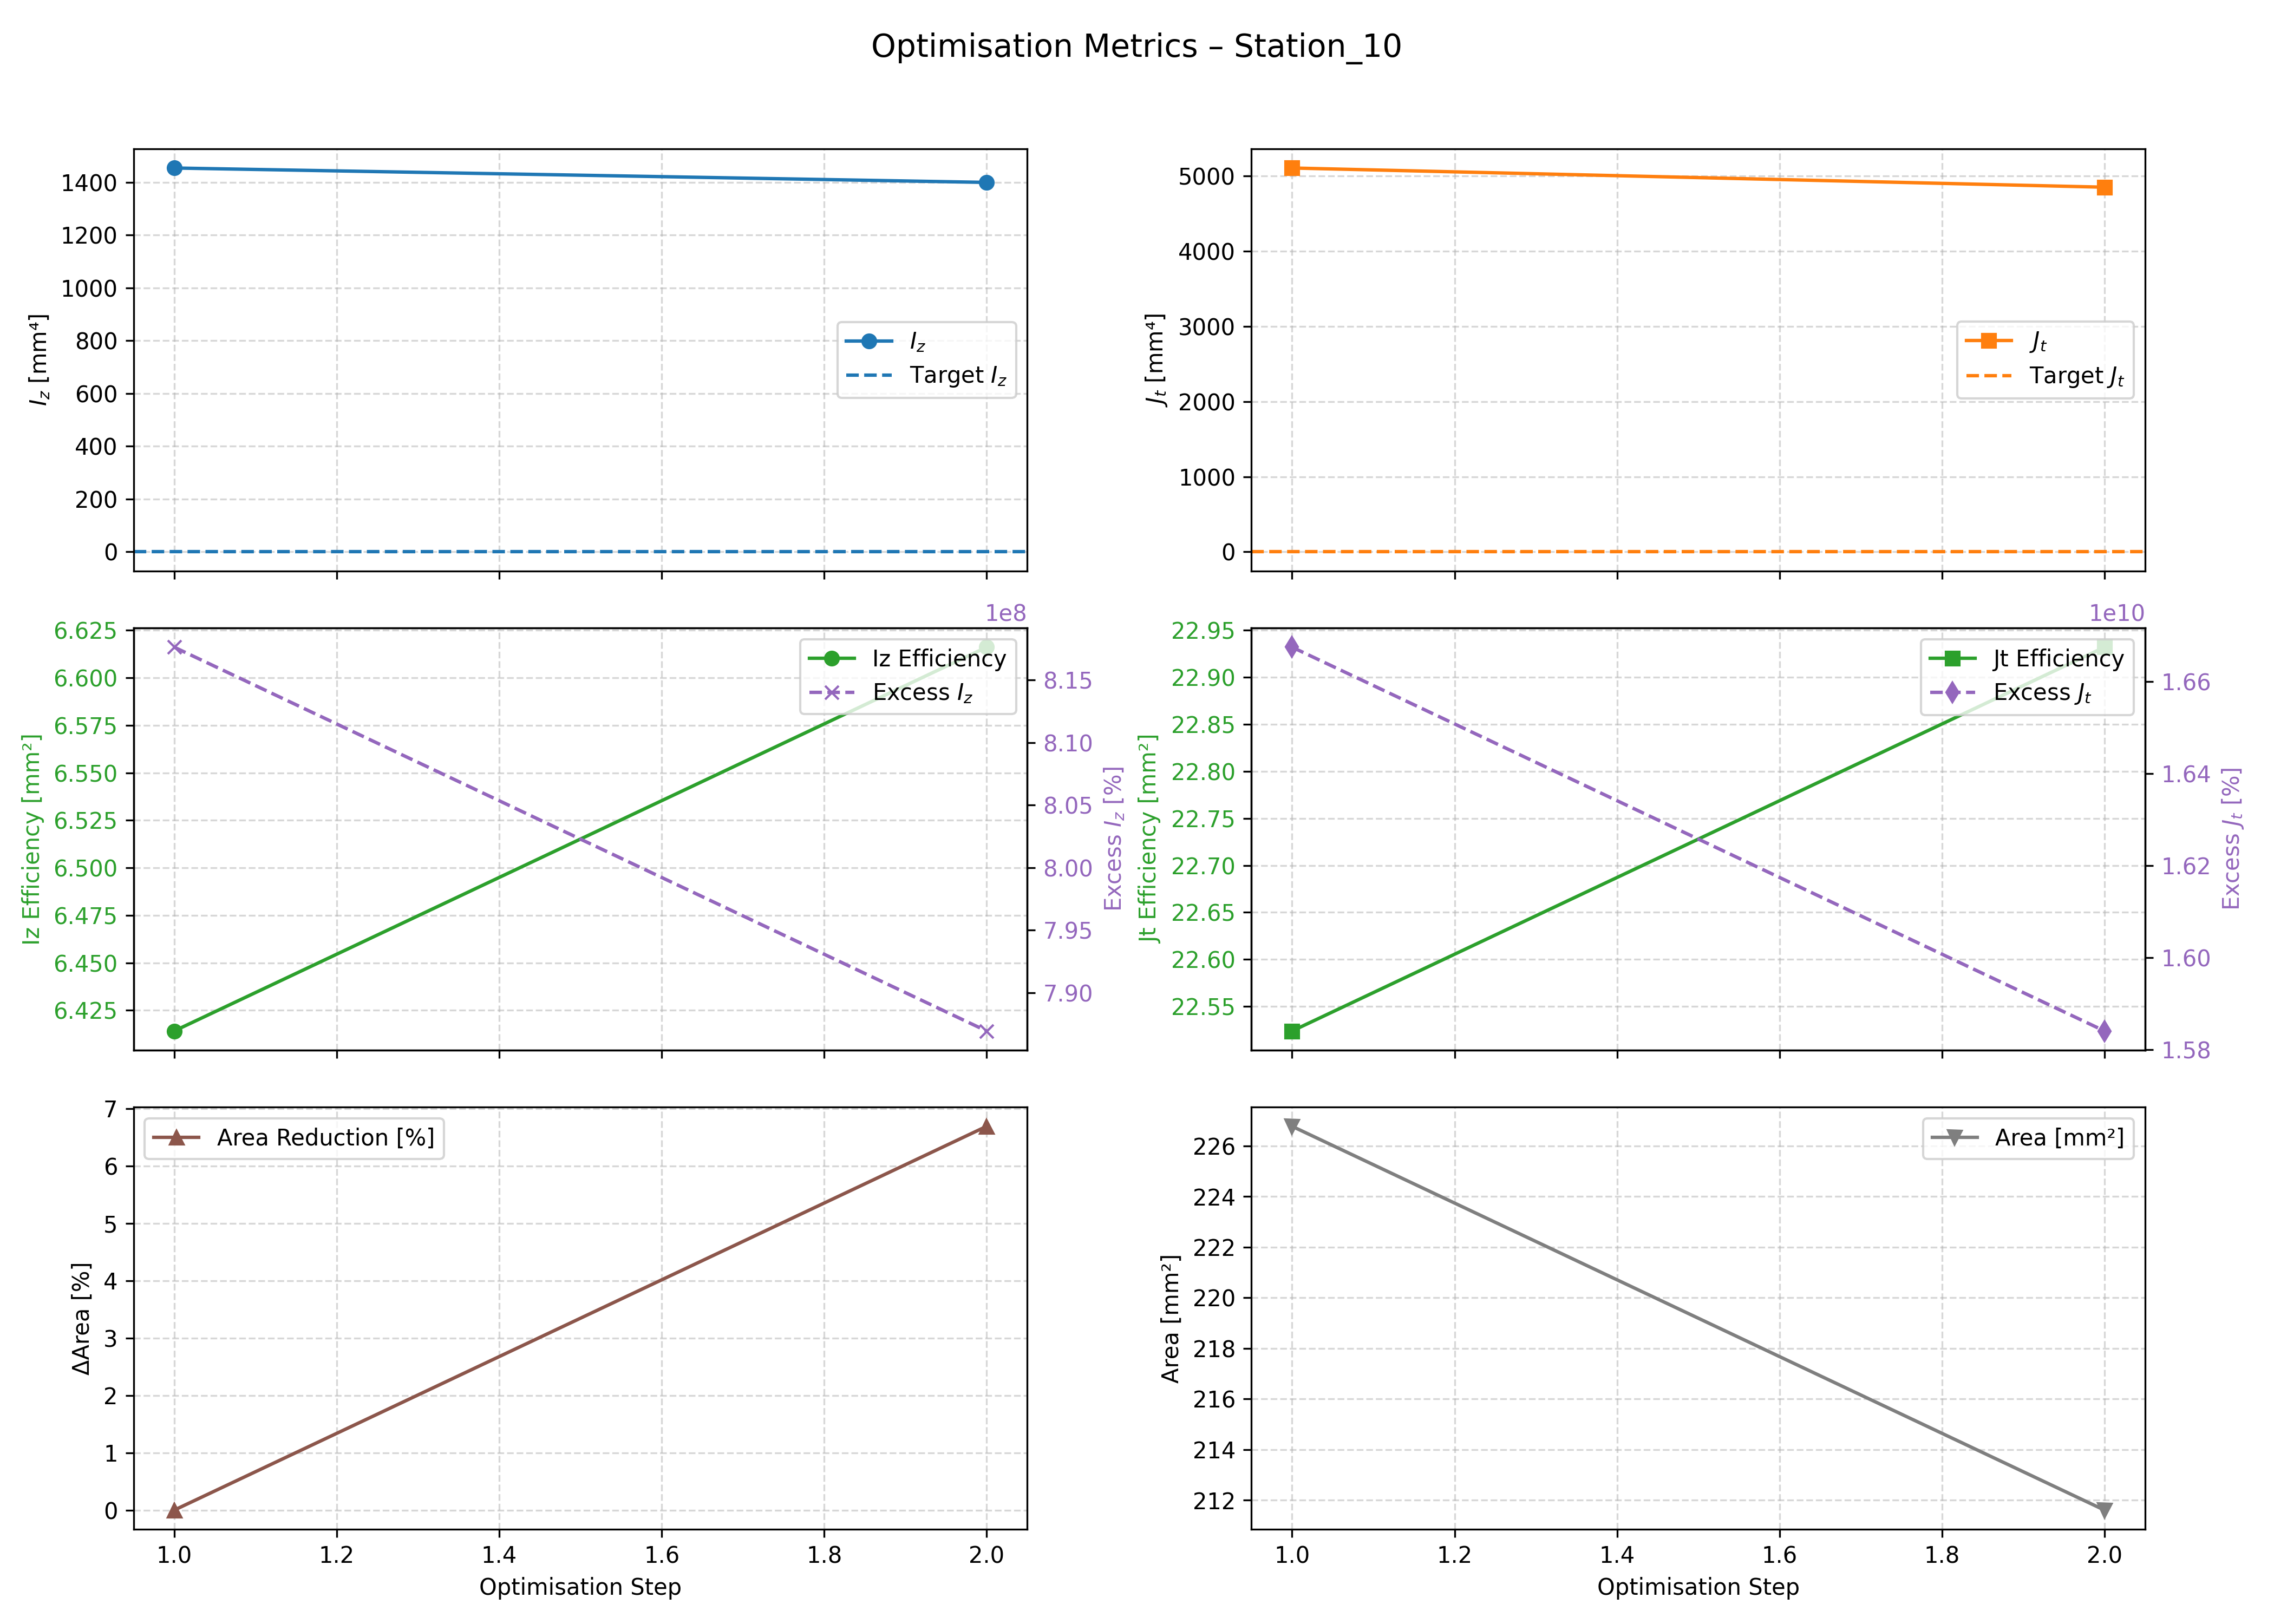 Optimisation Metrics – Station_10
1400
1200
1000
800
600
400
200
0
I_z [mm⁴]
I_z
Target I_z
5000
4000
3000
2000
1000
0
J_t [mm⁴]
J_t
Target J_t
1e8
6.625
6.600
6.575
6.550
6.525
6.500
6.475
6.450
6.425
Iz Efficiency [mm²]
Iz Efficiency
Excess I_z
8.15
8.10
8.05
8.00
7.95
7.90
Excess I_z [%]
1e10
22.95
22.90
22.85
22.80
22.75
22.70
22.65
22.60
22.55
Jt Efficiency [mm²]
Jt Efficiency
Excess J_t
1.66
1.64
1.62
1.60
1.58
Excess J_t [%]
7
6
5
4
3
2
1
0
ΔArea [%]
Area Reduction [%]
1.0 1.2 1.4 1.6 1.8 2.0
Optimisation Step
226
224
222
220
218
216
214
212
Area [mm²]
Area [mm²]
1.0 1.2 1.4 1.6 1.8 2.0
Optimisation Step